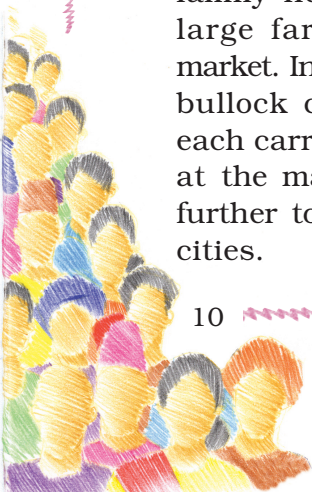 large far
market. In
bullock c
each carr
at the ma
further to
cities.
10